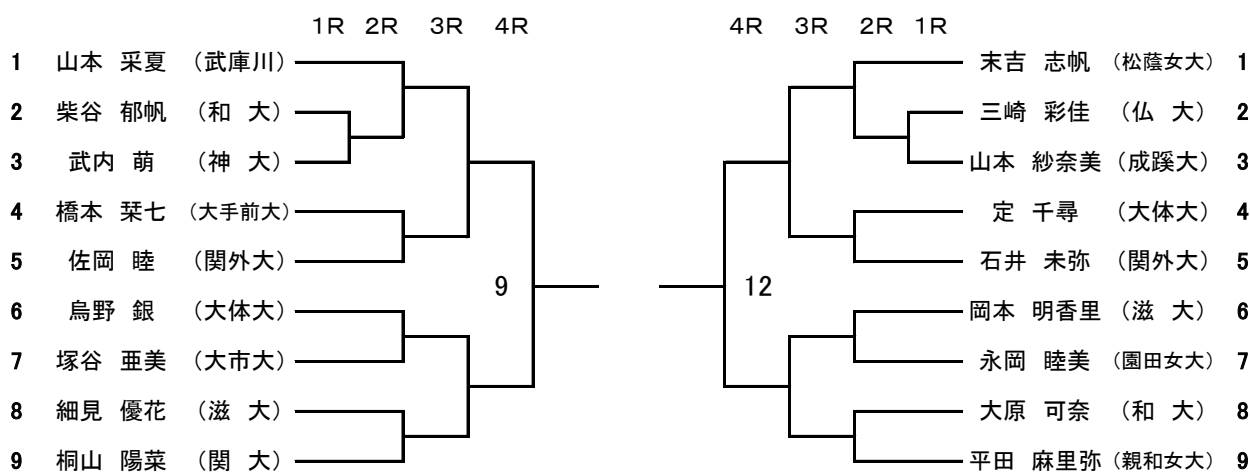 1R 2R 3R 4R 4R 3R 2R 1R
1 山本 采夏 (武庫川) 末吉 志帆 (松蔭女大) 1
2 柴谷 郁帆 (和 大) 三崎 彩佳 (仏 大) 2
3 武内 萌 (神 大) 山本 紗奈美 (成蹊大) 3
4 橋本 栞七 (大手前大) 定 千尋 (大体大) 4
5 佐岡 睦 (関外大) 石井 未弥 (関外大) 5
9 12
6 烏野 銀 (大体大) 岡本 明香里 (滋 大) 6
7 塚谷 亜美 (大市大) 永岡 睦美 (園田女大) 7
8 細見 優花 (滋 大) 大原 可奈 (和 大) 8
9 桐山 陽菜 (関 大) 平田 麻里弥 (親和女大) 9